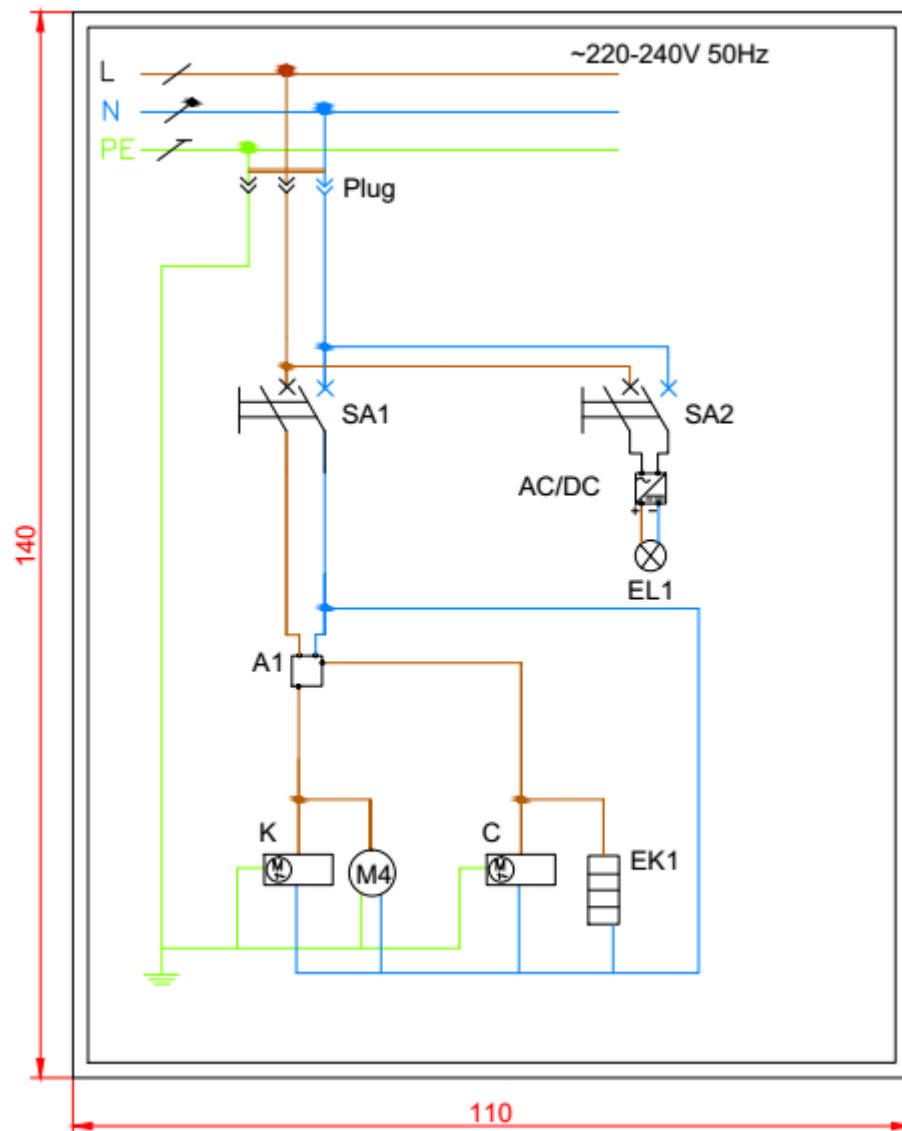 ~220-240V 50Hz
L
N
PE
Plug
SA1
SA2
AC/DC
+ −
EL1
140
A1
K
C
M4
EK1
110